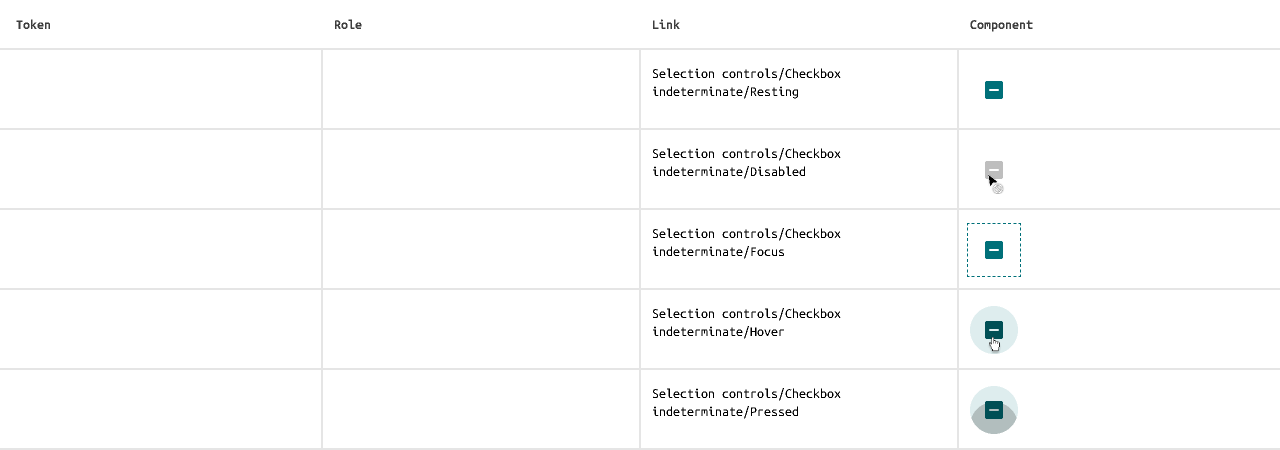 Token Role Link Component
Selection controls/Checkbox
indeterminate/Resting
Selection controls/Checkbox
indeterminate/Disabled
Selection controls/Checkbox
indeterminate/Focus
Selection controls/Checkbox
indeterminate/Hover
Selection controls/Checkbox
indeterminate/Pressed